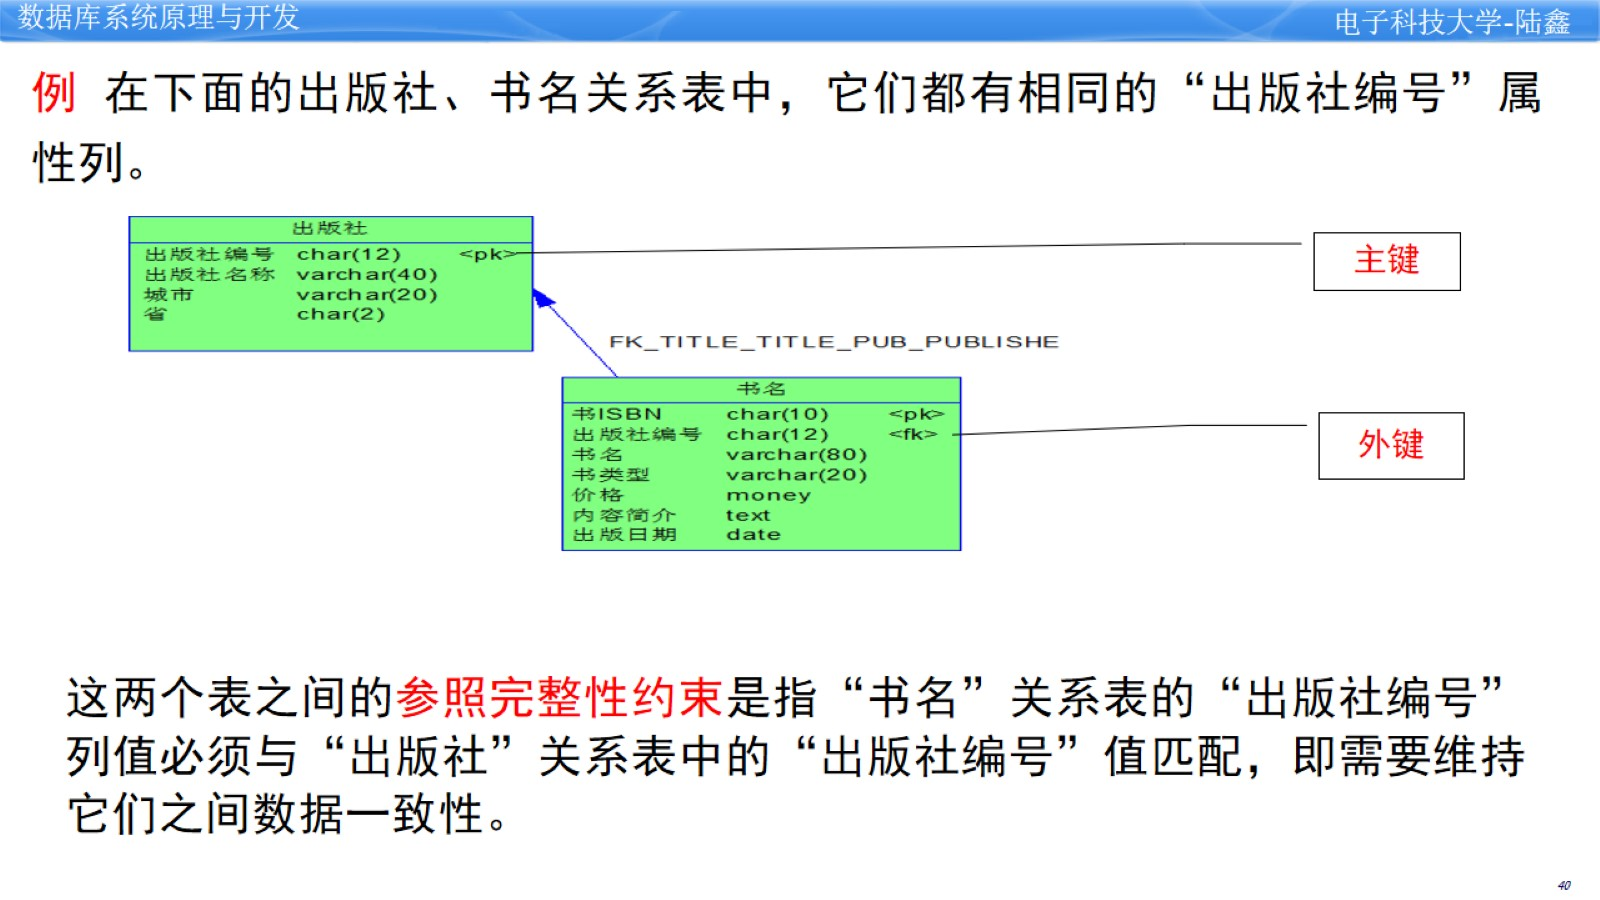 数据库系统原理与开发
电子科技大学-陆鑫
例 在下面的出版社、书名关系表中，它们都有相同的“出版社编号”属
性列。
出版社
出版社编号 char(12) <pk>
出版社名称 varchar(40)
城市 varchar(20)
省 char(2)
主键
FK_TITLE_TITLE_PUB_PUBLISHE
书名
书ISBN char(10) <pk>
出版社编号 char(12) <fk>
书名 varchar(80)
书类型 varchar(20)
价格 money
内容简介 text
出版日期 date
外键
这两个表之间的参照完整性约束是指“书名”关系表的“出版社编号”
列值必须与“出版社”关系表中的“出版社编号”值匹配，即需要维持
它们之间数据一致性。
40